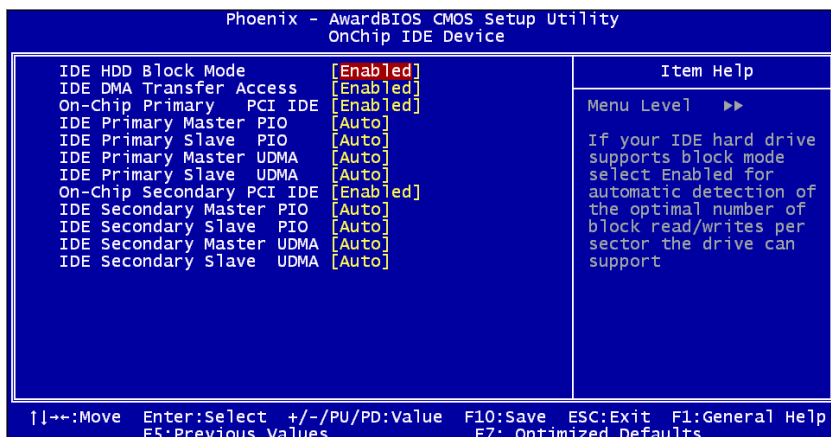 Phoenix - AwardBIOS CMOS Setup Utility
OnChip IDE Device
IDE HDD Block Mode [Enabled]
IDE DMA Transfer Access [Enabled]
On-Chip Primary PCI IDE [Enabled]
IDE Primary Master PIO [Auto]
IDE Primary Slave PIO [Auto]
IDE Primary Master UDMA [Auto]
IDE Primary Slave UDMA [Auto]
On-Chip Secondary PCI IDE [Enabled]
IDE Secondary Master PIO [Auto]
IDE Secondary Slave PIO [Auto]
IDE Secondary Master UDMA [Auto]
IDE Secondary Slave UDMA [Auto]
Item Help
Menu Level ▶▶
If your IDE hard drive
supports block mode
select Enabled for
automatic detection of
the optimal number of
block read/writes per
sector the drive can
support
↑↓→←:Move Enter:Select +/-/PU/PD:Value F10:Save ESC:Exit F1:General Help
F5:Previous Values F7: Optimized Defaults